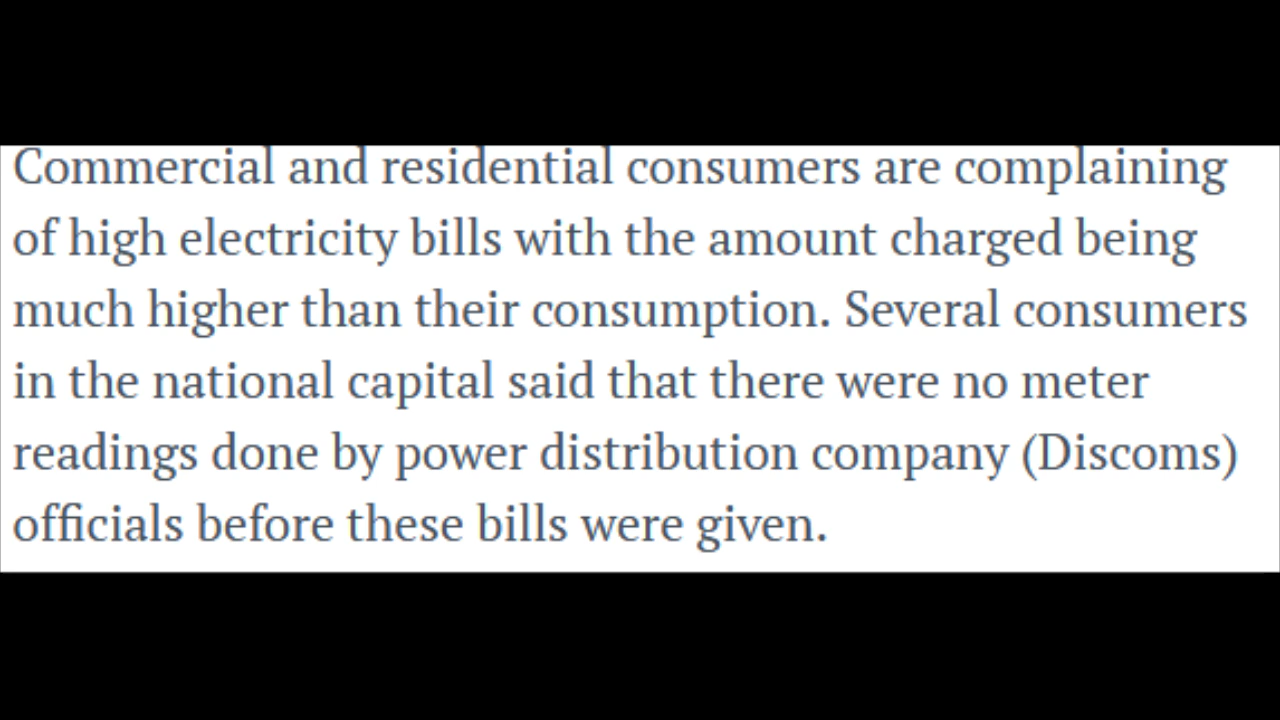 Commercial and residential consumers are complaining
of high electricity bills with the amount charged being
much higher than their consumption. Several consumers
in the national capital said that there were no meter
readings done by power distribution company (Discoms)
officials before these bills were given.